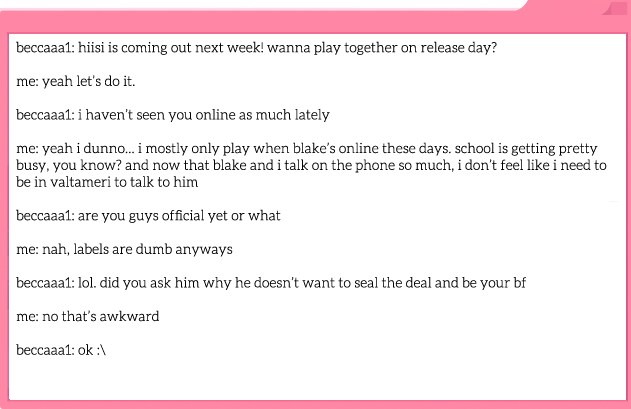 beccaaa1: hiisi is coming out next week! wanna play together on release day?
me: yeah let's do it.
beccaaa1: i haven't seen you online as much lately
me: yeah i dunno... i mostly only play when blake's online these days. school is getting pretty
busy, you know? and now that blake and i talk on the phone so much, i don't feel like i need to
be in valtameri to talk to him
beccaaa1: are you guys official yet or what
me: nah, labels are dumb anyways
beccaaa1: lol. did you ask him why he doesn't want to seal the deal and be your bf
me: no that's awkward
beccaaa1: ok :\